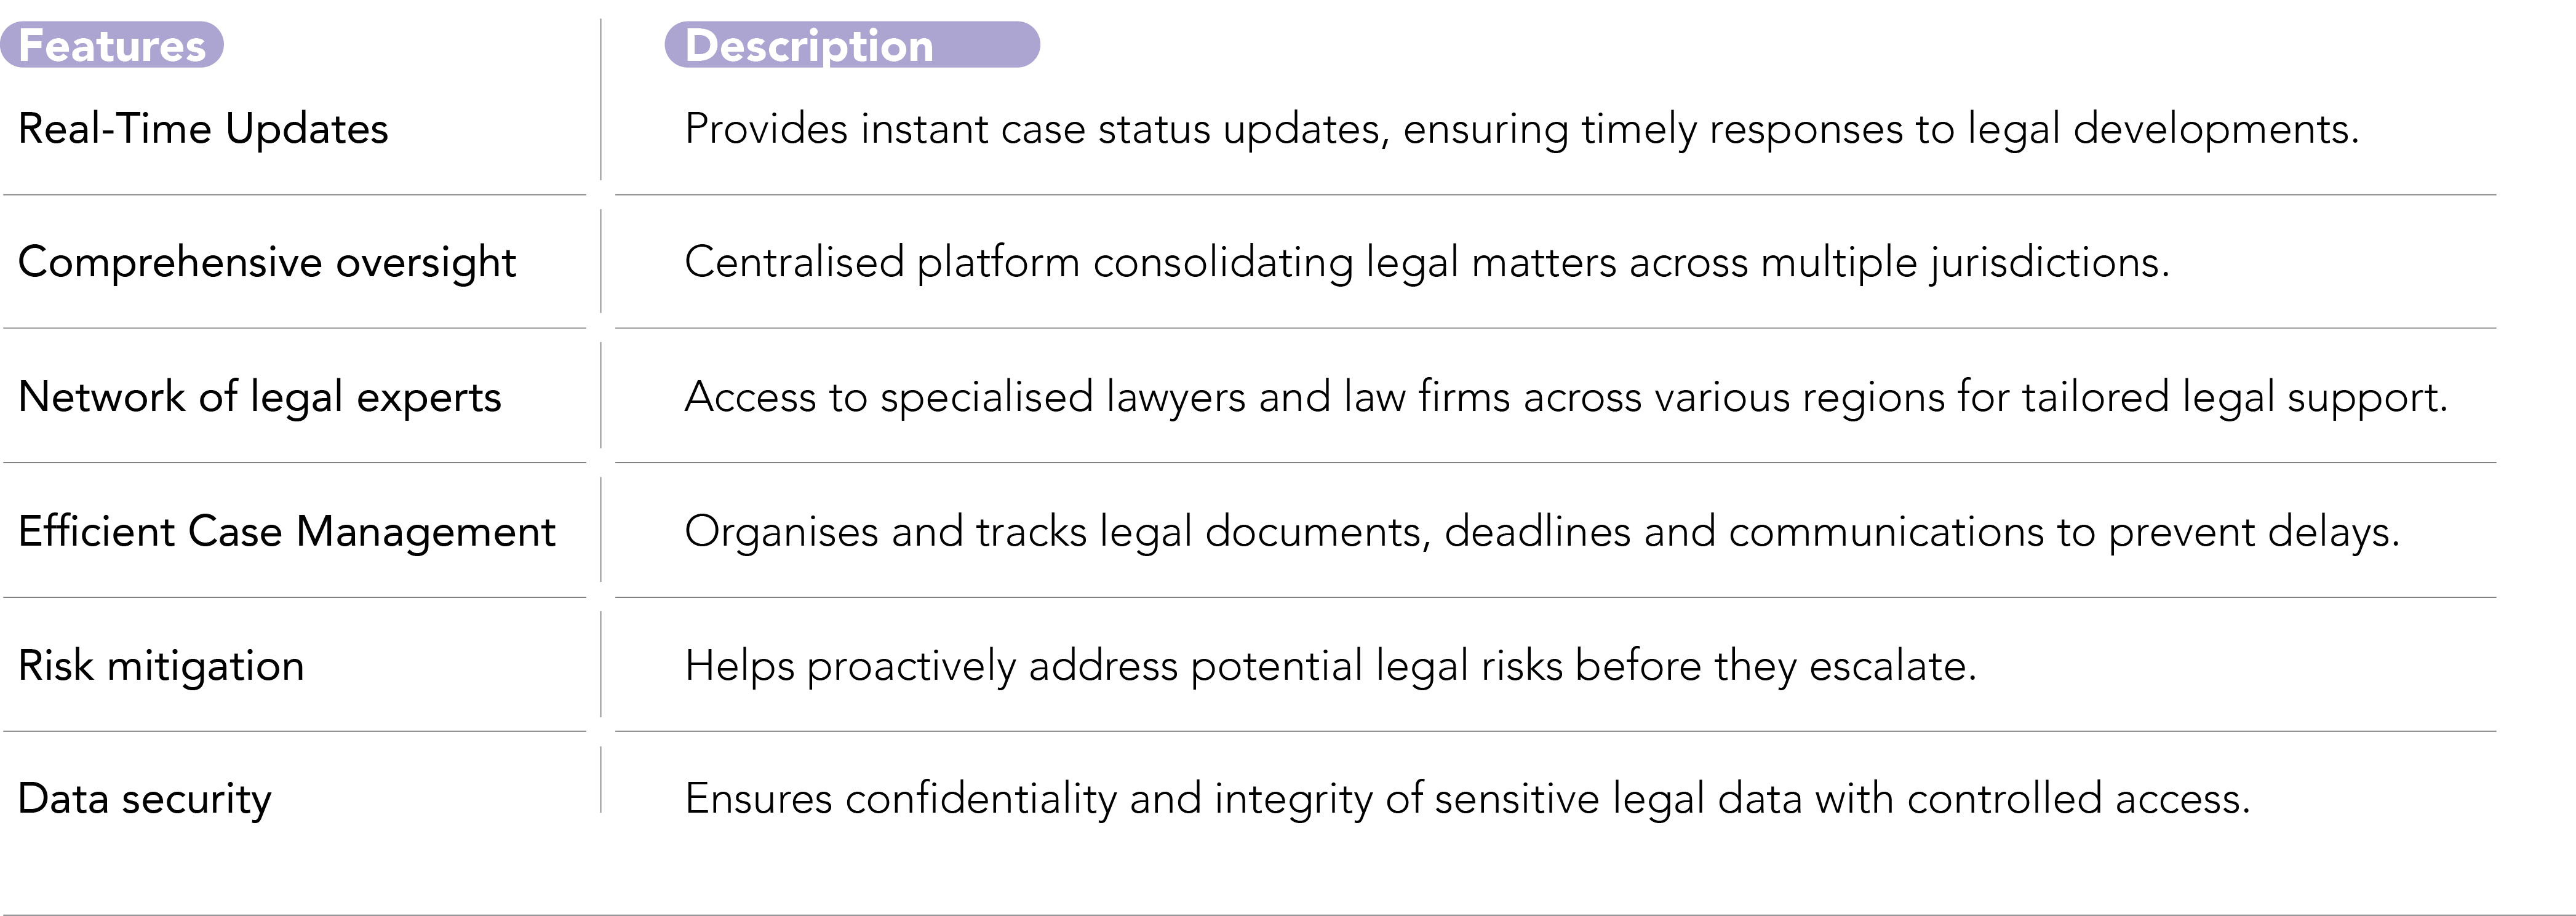 Features Description
Real-Time Updates Provides instant case status updates, ensuring timely responses to legal developments.
Comprehensive oversight Centralised platform consolidating legal matters across multiple jurisdictions.
Network of legal experts Access to specialised lawyers and law firms across various regions for tailored legal support.
Efficient Case Management Organises and tracks legal documents, deadlines and communications to prevent delays.
Risk mitigation Helps proactively address potential legal risks before they escalate.
Data security Ensures confidentiality and integrity of sensitive legal data with controlled access.